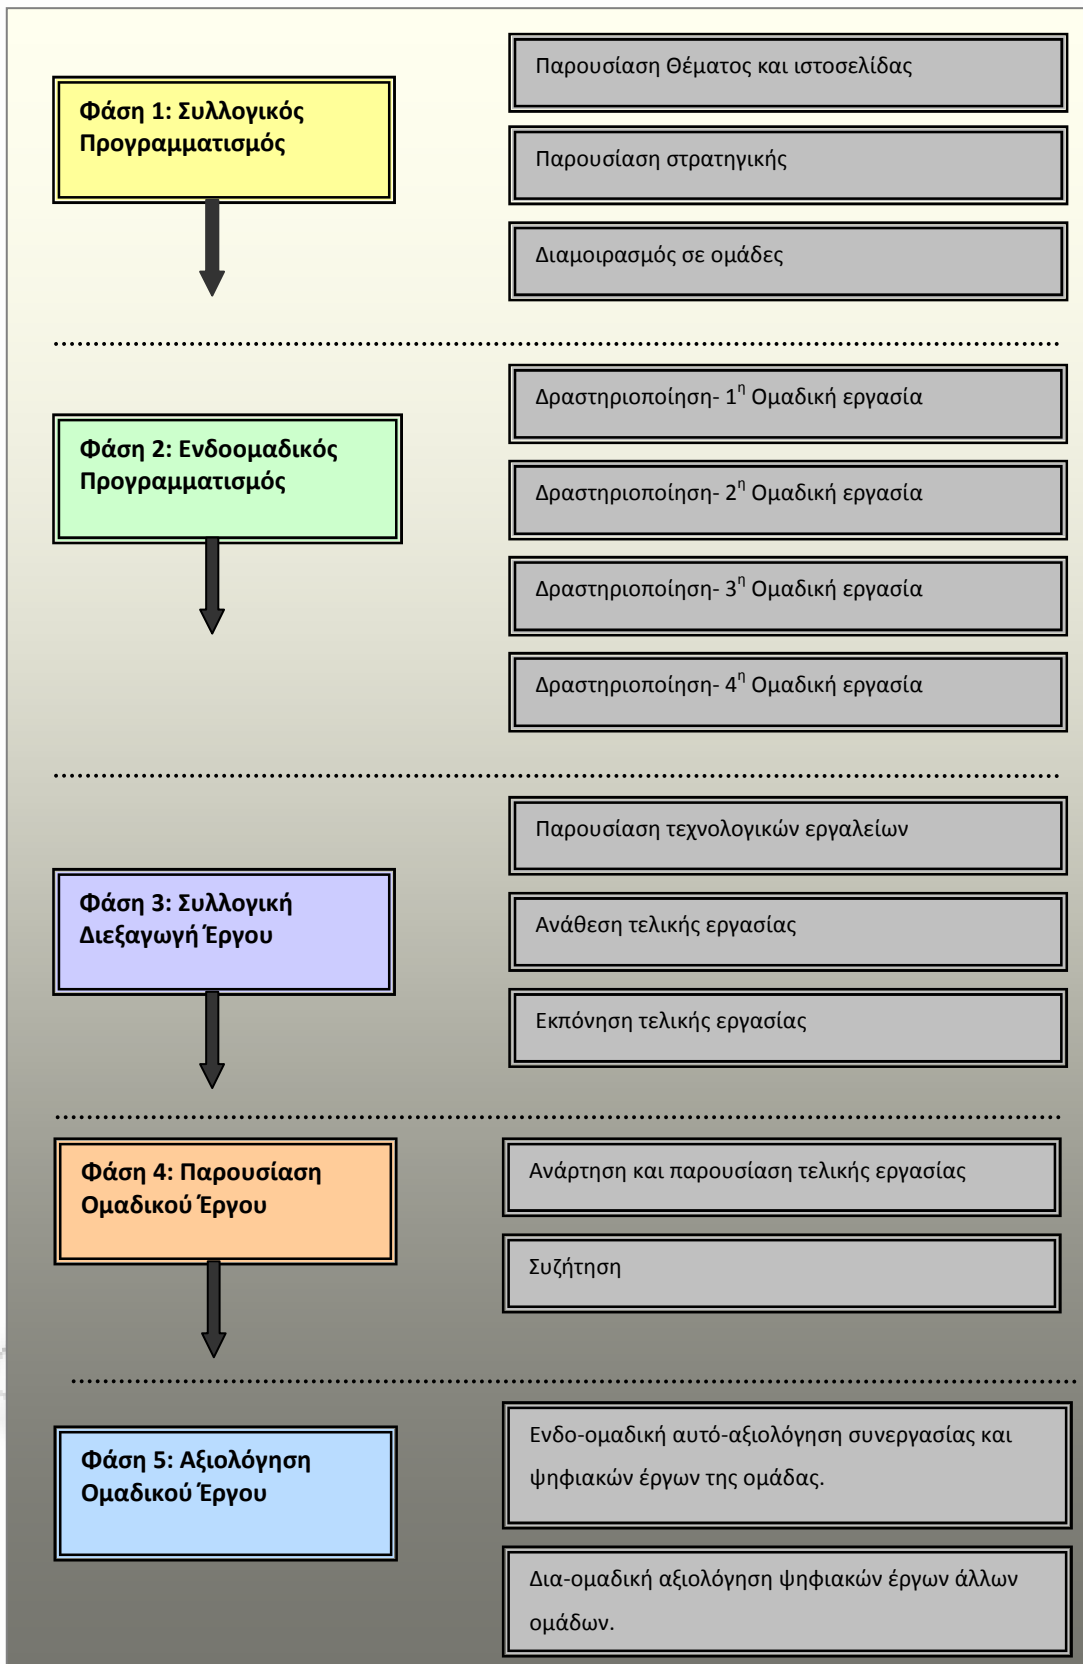 Φάση 1: Συλλογικός
Προγραμματισμός
Παρουσίαση Θέματος και ιστοσελίδας
Παρουσίαση στρατηγικής
Διαμοιρασμός σε ομάδες
Φάση 2: Ενδοομαδικός
Προγραμματισμός
Δραστηριοποίηση- 1η Ομαδική εργασία
Δραστηριοποίηση- 2η Ομαδική εργασία
Δραστηριοποίηση- 3η Ομαδική εργασία
Δραστηριοποίηση- 4η Ομαδική εργασία
Φάση 3: Συλλογική
Διεξαγωγή Έργου
Παρουσίαση τεχνολογικών εργαλείων
Ανάθεση τελικής εργασίας
Εκπόνηση τελικής εργασίας
Φάση 4: Παρουσίαση
Ομαδικού Έργου
Ανάρτηση και παρουσίαση τελικής εργασίας
Συζήτηση
Φάση 5: Αξιολόγηση
Ομαδικού Έργου
Ενδο-ομαδική αυτό-αξιολόγηση συνεργασίας και
ψηφιακών έργων της ομάδας.
Δια-ομαδική αξιολόγηση ψηφιακών έργων άλλων
ομάδων.